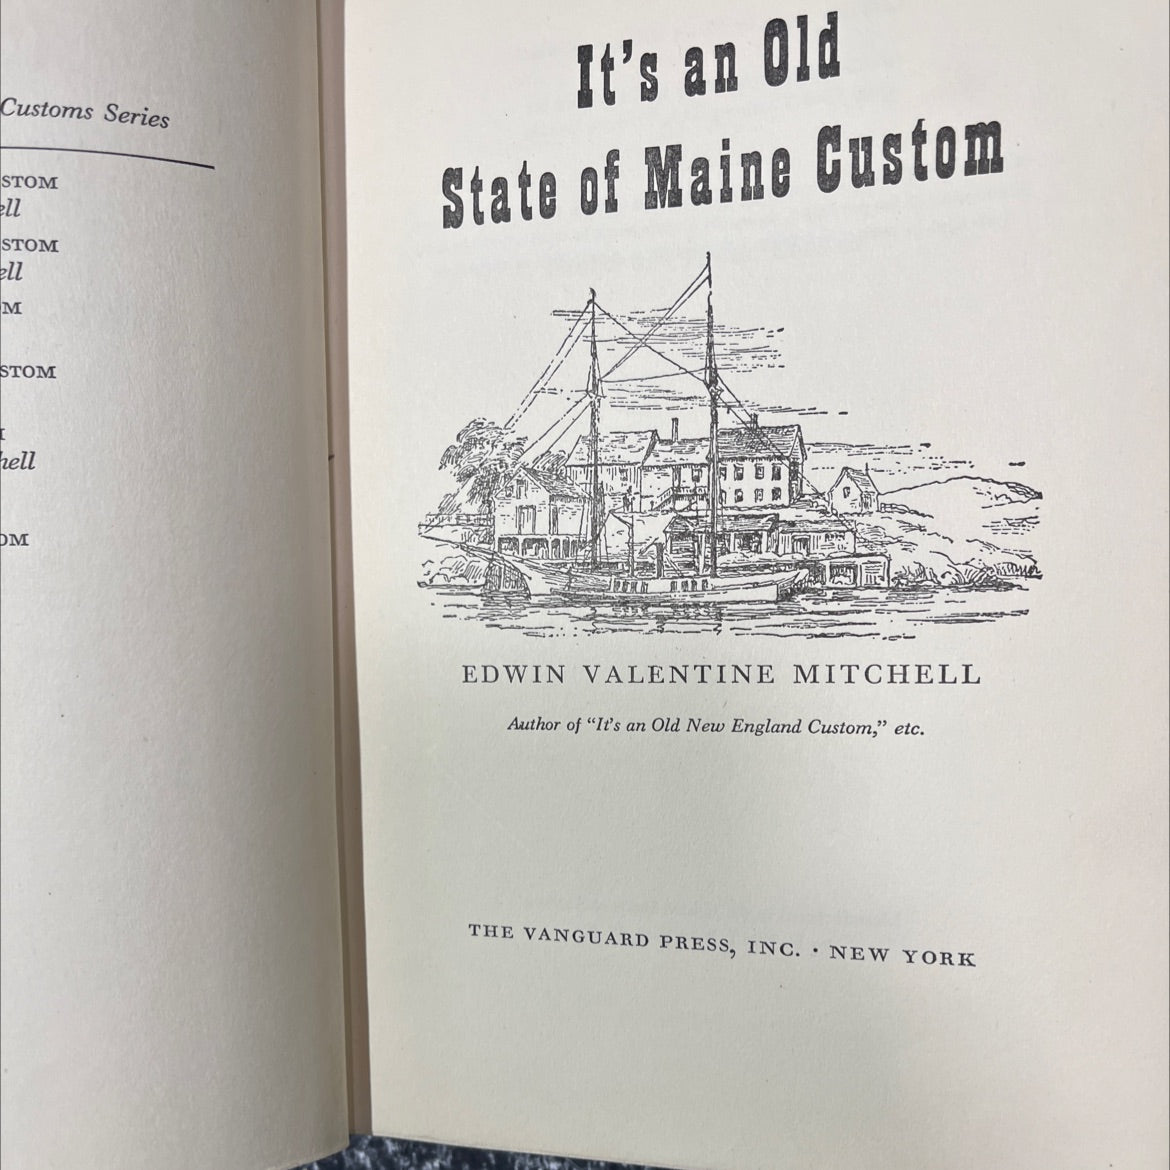 Customs Series
STOM
ell
STOM
ell
OM
STOM
hell
OM
It's an Old
State of Maine Custom
EDWIN VALENTINE MITCHELL
Author of “It's an Old New England Custom,” etc.
THE VANGUARD PRESS, INC. · NEW YORK